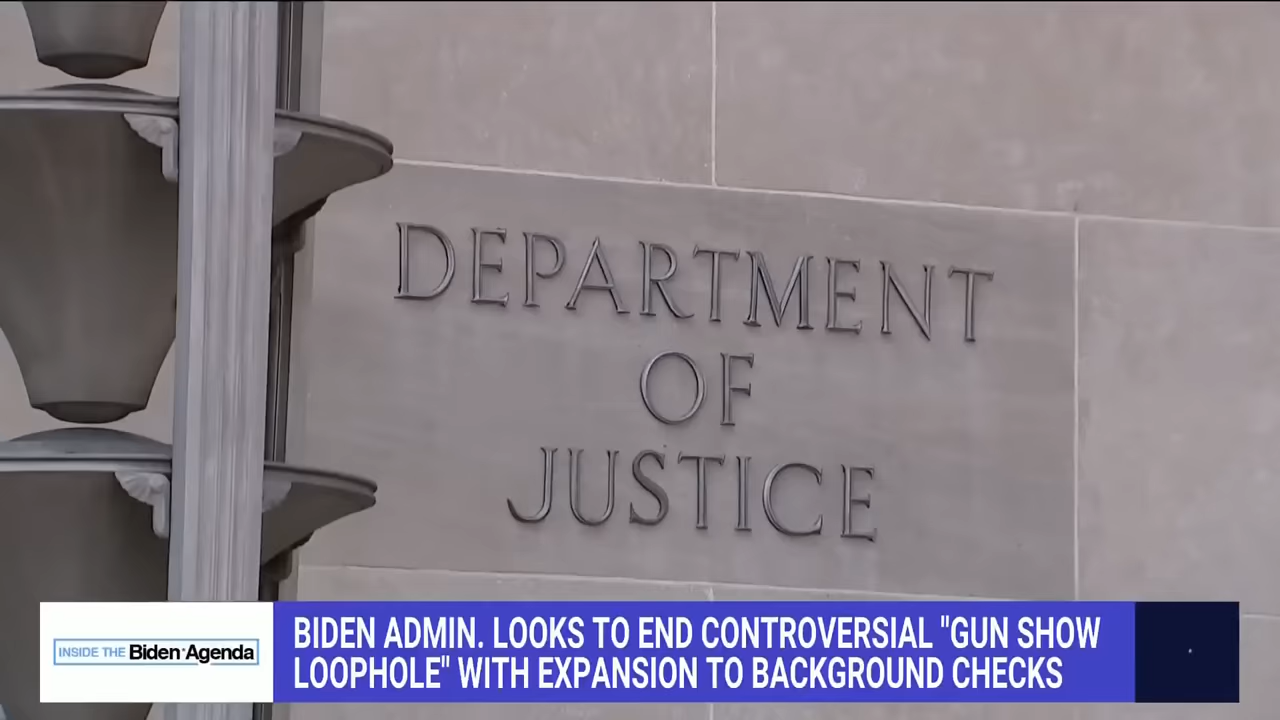 DEPARTMENT
OF
JUSTICE
INSIDE THE Biden Agenda
BIDEN ADMIN. LOOKS TO END CONTROVERSIAL "GUN SHOW
LOOPHOLE" WITH EXPANSION TO BACKGROUND CHECKS